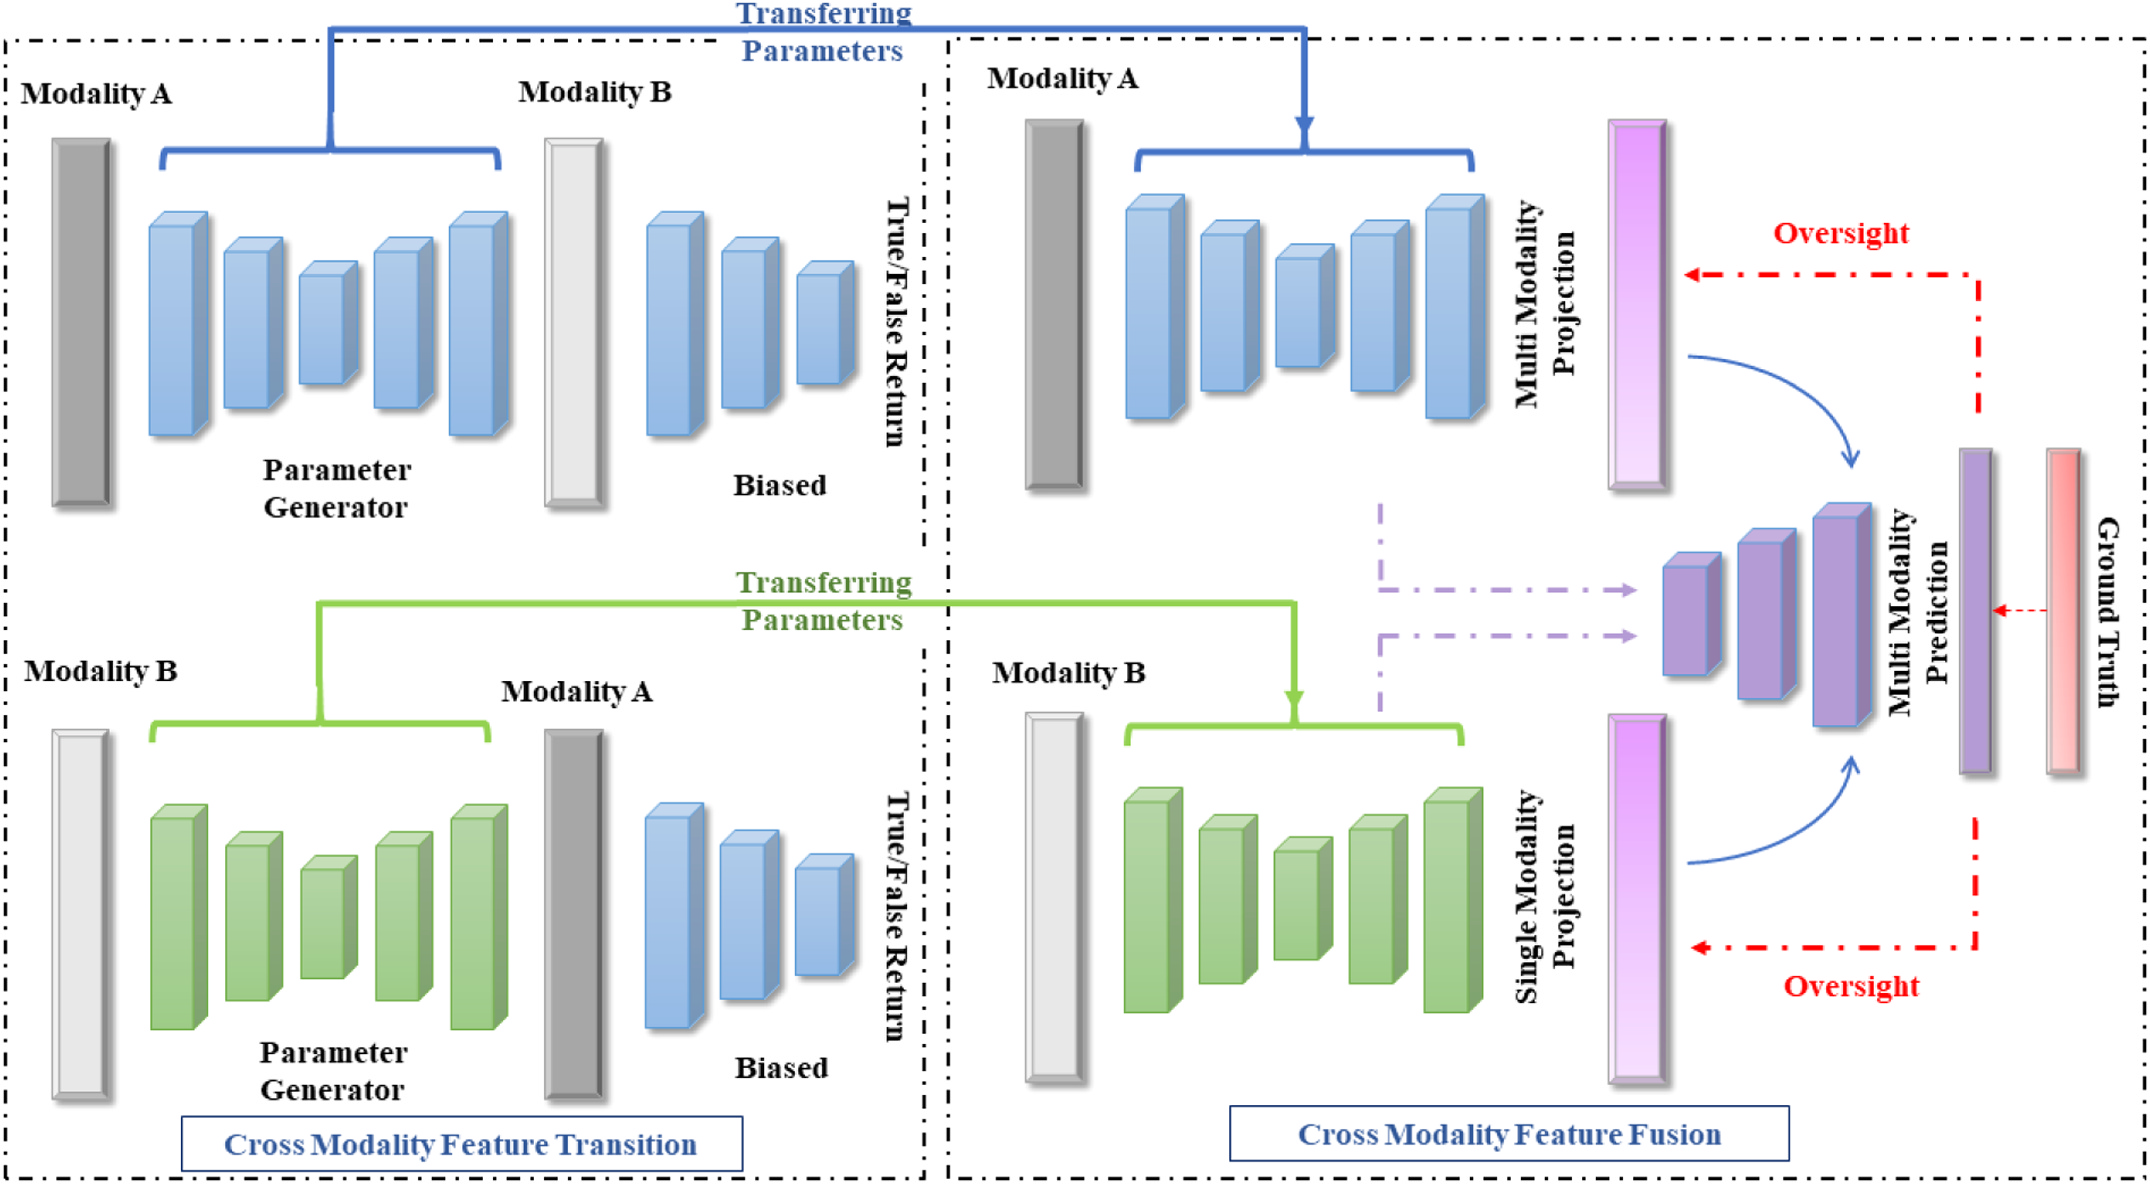 Transferring
Parameters
Modality A
Modality B
Parameter
Generator
Biased
True/False Return
Modality A
Multi Modality
Projection
Oversight
Transferring
Parameters
Modality B
Modality A
Parameter
Generator
Biased
True/False Return
Modality B
Single Modality
Projection
Multi Modality
Prediction
Ground Truth
Oversight
Cross Modality Feature Transition
Cross Modality Feature Fusion